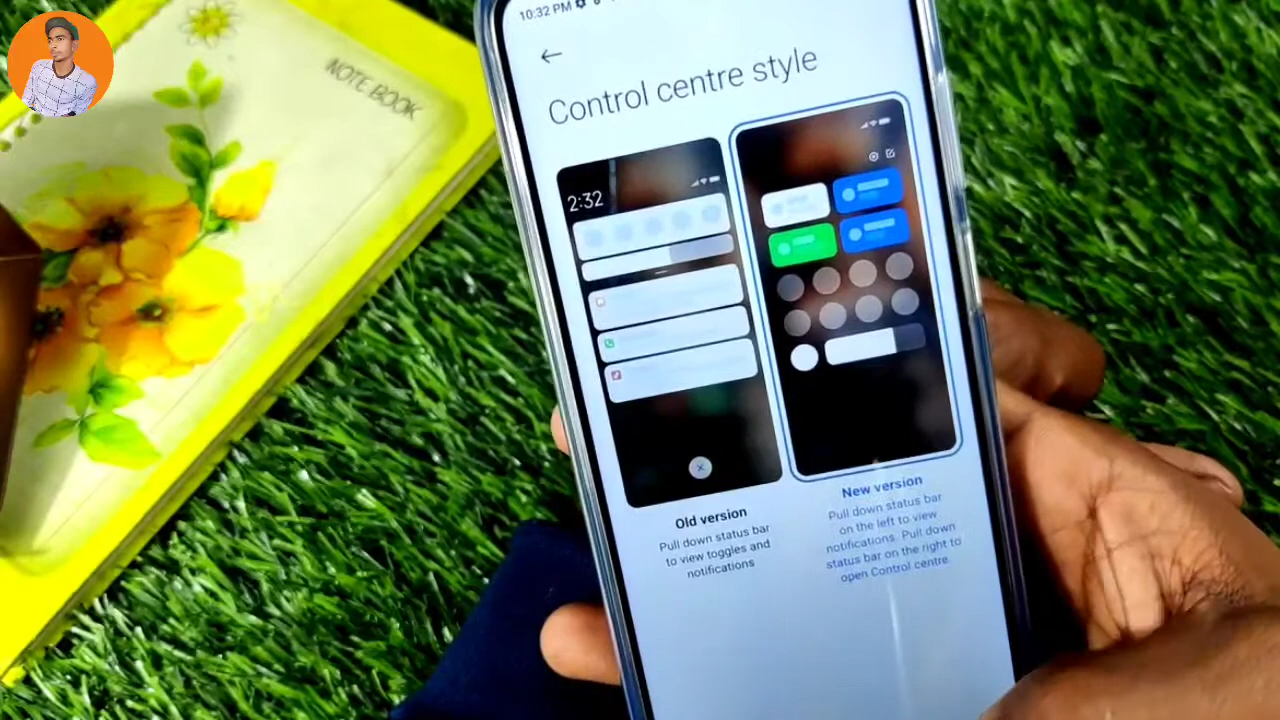 NOTE BOOK
10:32 PM
Control centre style
2:32
Old version
Pull down status bar
to view toggles and
notifications
New version
Pull down status bar
on the left to view
notifications. Pull down
status bar on the right to
open Control centre.